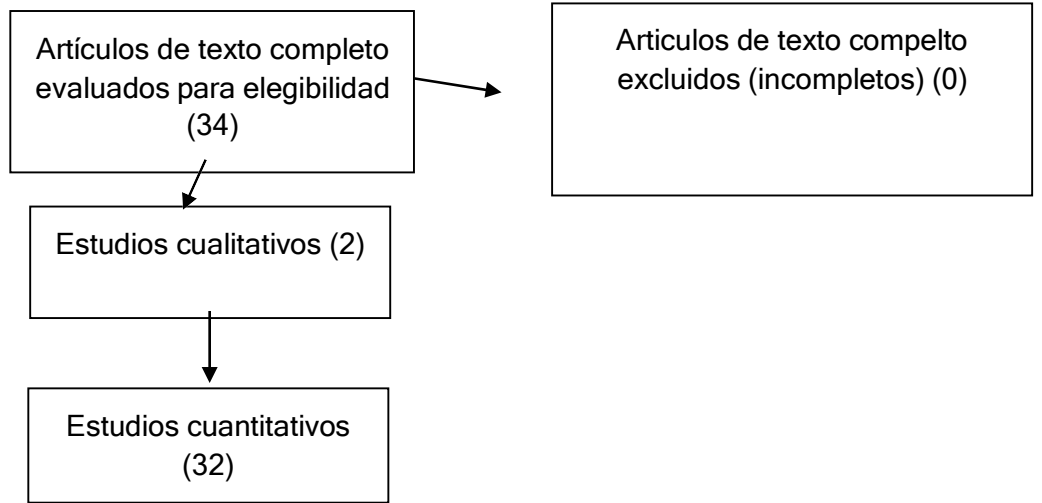 Artículos de texto completo
evaluados para elegibilidad
(34)
Articulos de texto compelto
excluidos (incompletos) (0)
Estudios cualitativos (2)
Estudios cuantitativos
(32)